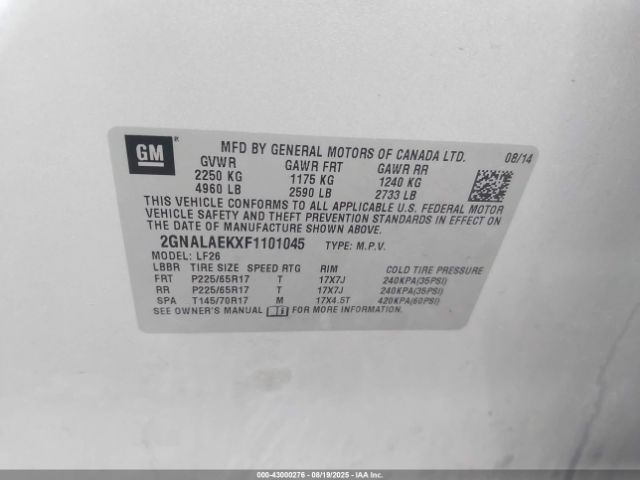 GM
MFD BY GENERAL MOTORS OF CANADA LTD. 08/14
GVWR GAWR FRT GAWR RR
2250 KG 1175 KG 1240 KG
4960 LB 2590 LB 2733 LB
THIS VEHICLE CONFORMS TO ALL APPLICABLE U.S. FEDERAL MOTOR
VEHICLE SAFETY AND THEFT PREVENTION STANDARDS IN EFFECT ON
THE DATE OF MANUFACTURE SHOWN ABOVE.
2GNALAEKXF1101045 TYPE: M.P.V.
MODEL: LF26
LBBR TIRE SIZE SPEED RTG RIM COLD TIRE PRESSURE
FRT P225/65R17 T 17X7J 240KPA(35PSI)
RR P225/65R17 T 17X7J 240KPA(35PSI)
SPA T145/70R17 M 17X4.5T 420KPA(60PSI)
SEE OWNER'S MANUAL FOR MORE INFORMATION.
000-43000276 - 08/19/2025 - IAAI.CA